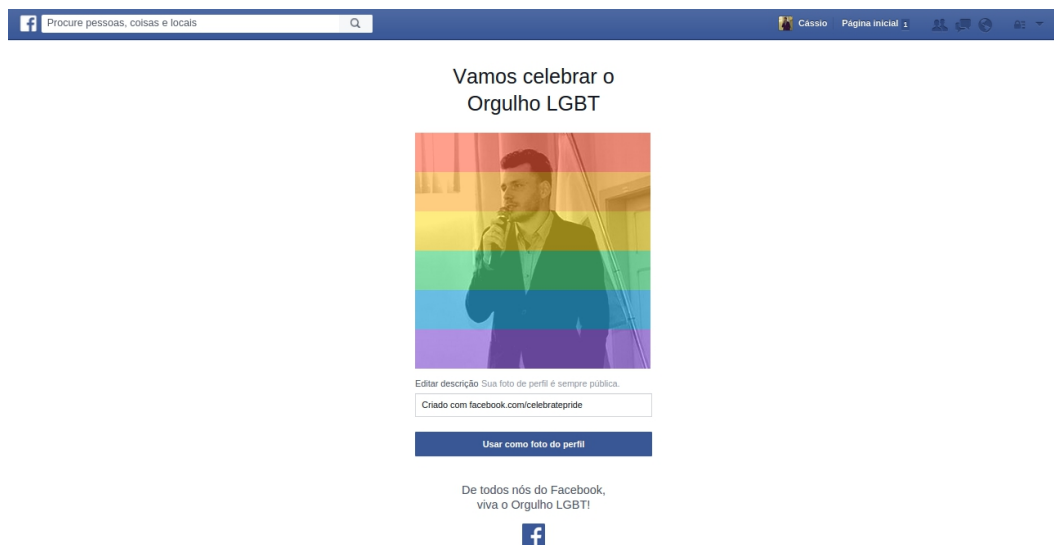 Procure pessoas, coisas e locais
Cássio Página inicial 1
Vamos celebrar o
Orgulho LGBT
Editar descrição Sua foto de perfil é sempre pública.
Criado com facebook.com/celebratepride
Usar como foto do perfil
De todos nós do Facebook,
viva o Orgulho LGBT!